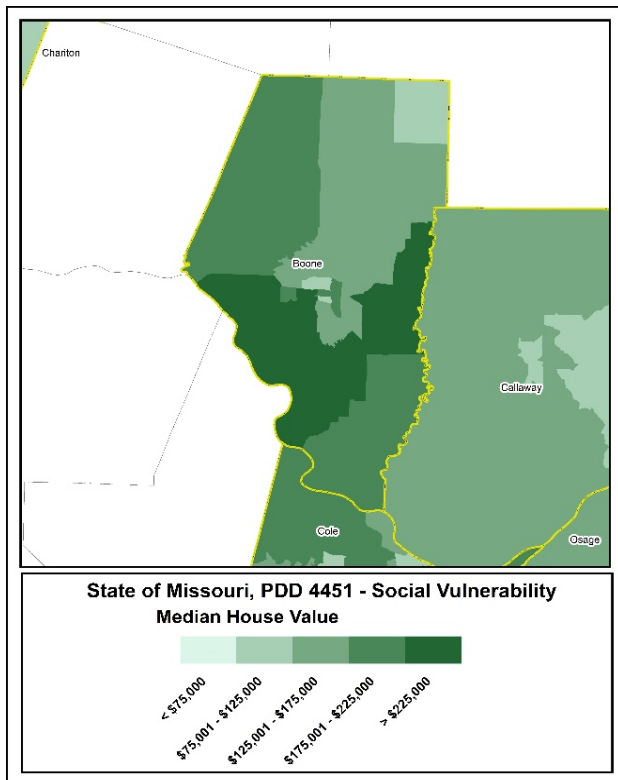 Chariton
Boone
Callaway
Cole
Osage
State of Missouri, PDD 4451 - Social Vulnerability
Median House Value
< $75,000
$75,001 - $125,000
$125,001 - $175,000
$175,001 - $225,000
> $225,000